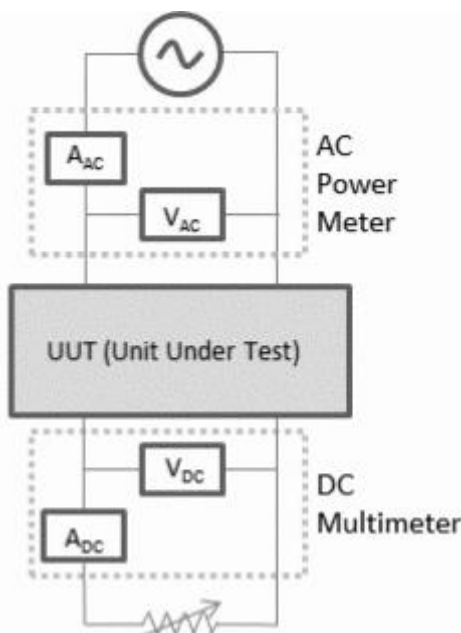 A_AC
V_AC
AC
Power
Meter
UUT (Unit Under Test)
V_DC
A_DC
DC
Multimeter